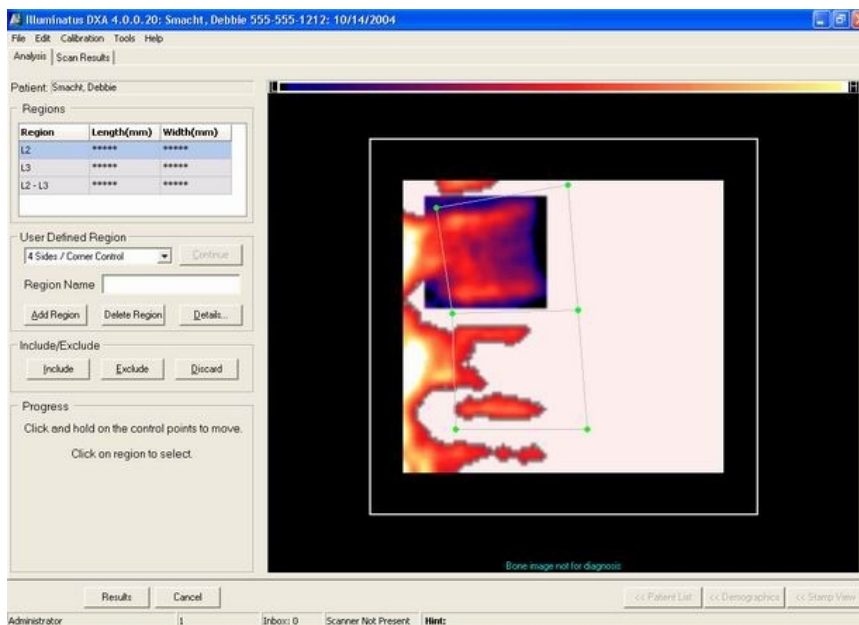 Illuminatus DXA 4.0.0.20: Smacht, Debbie 555-555-1212: 10/14/2004
File Edit Calibration Tools Help
Analysis Scan Results
Patient: Smacht, Debbie
Regions
Region Length(mm) Width(mm)
L2 ***** *****
L3 ***** *****
L2 - L3 ***** *****
User Defined Region
4 Sides / Corner Control Continue
Region Name
Add Region Delete Region Details...
Include/Exclude
Include Exclude Discard
Progress
Click and hold on the control points to move.
Click on region to select
Bone image not for diagnosis
Results Cancel << Patient List << Demographics << Stamp View
Administrator 1 Inbox: 0 Scanner Not Present Hint: